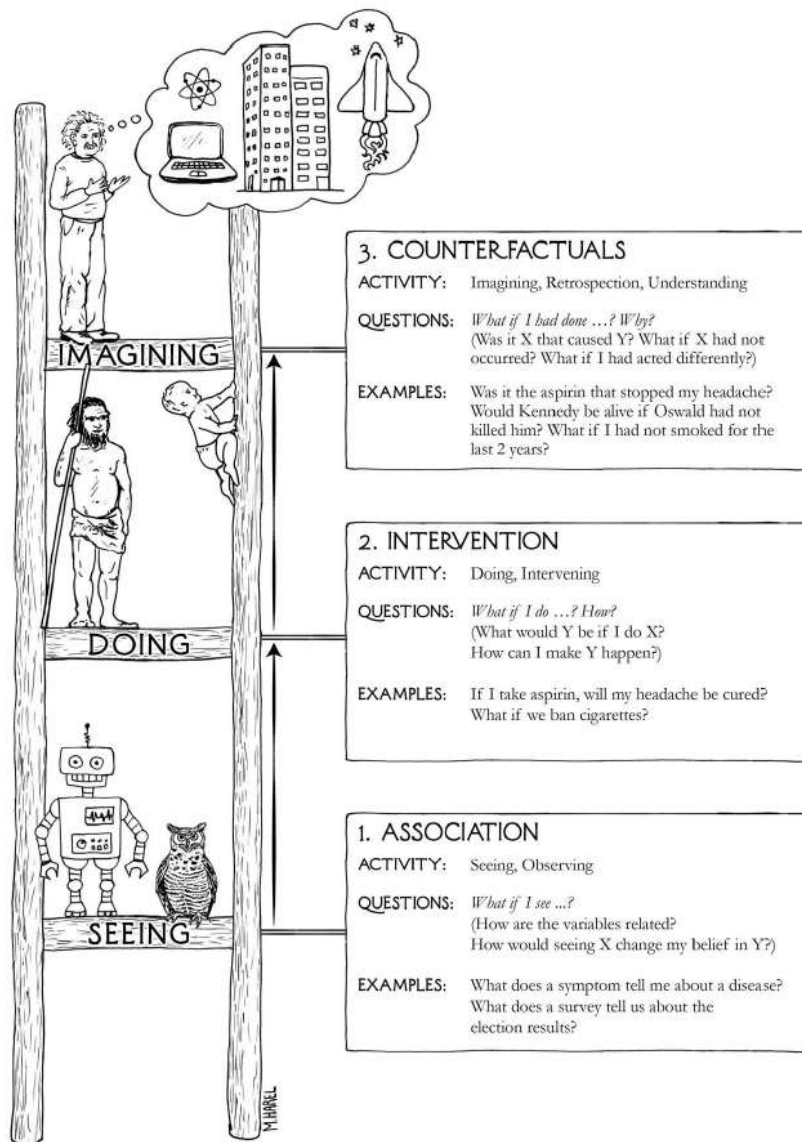 3. COUNTERFACTUALS
ACTIVITY: Imagining, Retrospection, Understanding
QUESTIONS: What if I had done …? Why?
(Was it X that caused Y? What if X had not
occurred? What if I had acted differently?)
EXAMPLES: Was it the aspirin that stopped my headache?
Would Kennedy be alive if Oswald had not
killed him? What if I had not smoked for the
last 2 years?
IMAGINING
2. INTERVENTION
ACTIVITY: Doing, Intervening
QUESTIONS: What if I do …? How?
(What would Y be if I do X?
How can I make Y happen?)
EXAMPLES: If I take aspirin, will my headache be cured?
What if we ban cigarettes?
DOING
1. ASSOCIATION
ACTIVITY: Seeing, Observing
QUESTIONS: What if I see ...?
(How are the variables related?
How would seeing X change my belief in Y?)
EXAMPLES: What does a symptom tell me about a disease?
What does a survey tell us about the
election results?
SEEING
M.HAREL